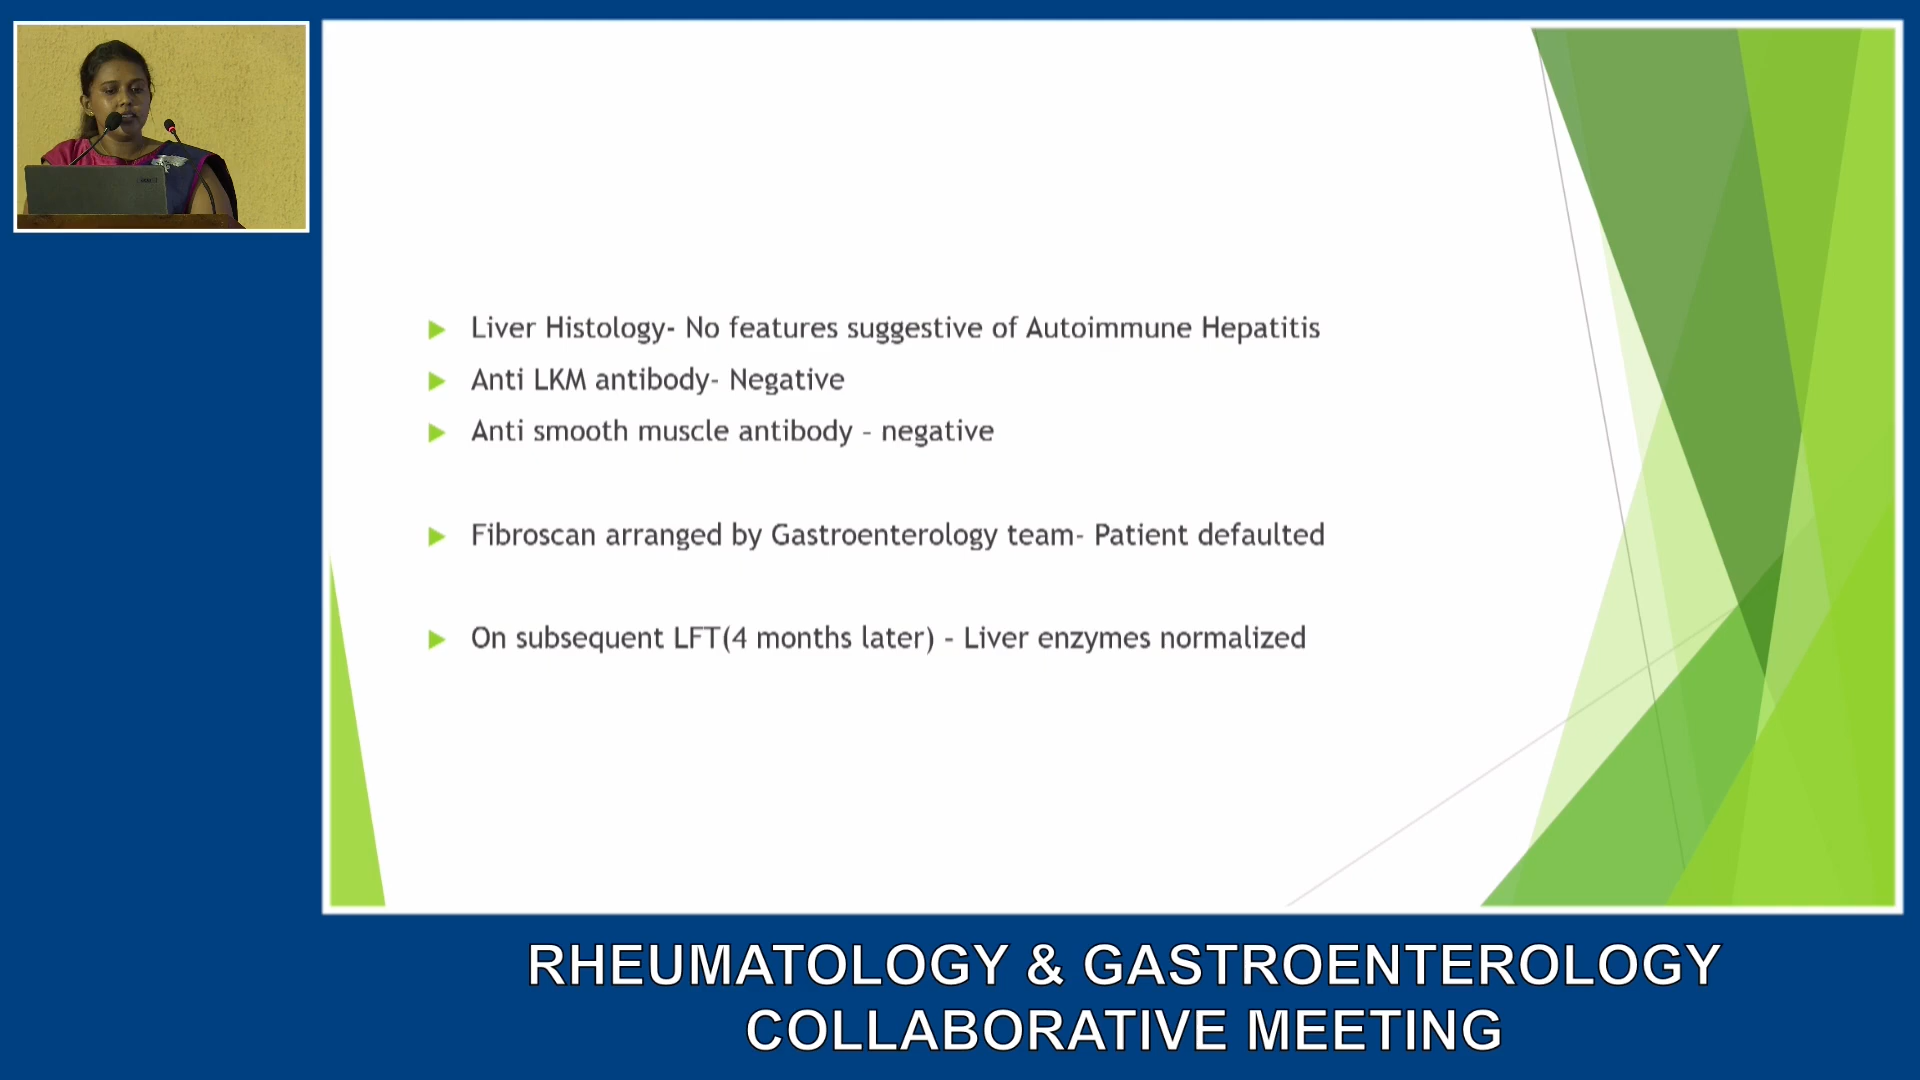 Liver Histology- No features suggestive of Autoimmune Hepatitis
Anti LKM antibody- Negative
Anti smooth muscle antibody – negative
Fibroscan arranged by Gastroenterology team- Patient defaulted
On subsequent LFT(4 months later) – Liver enzymes normalized
RHEUMATOLOGY & GASTROENTEROLOGY
COLLABORATIVE MEETING